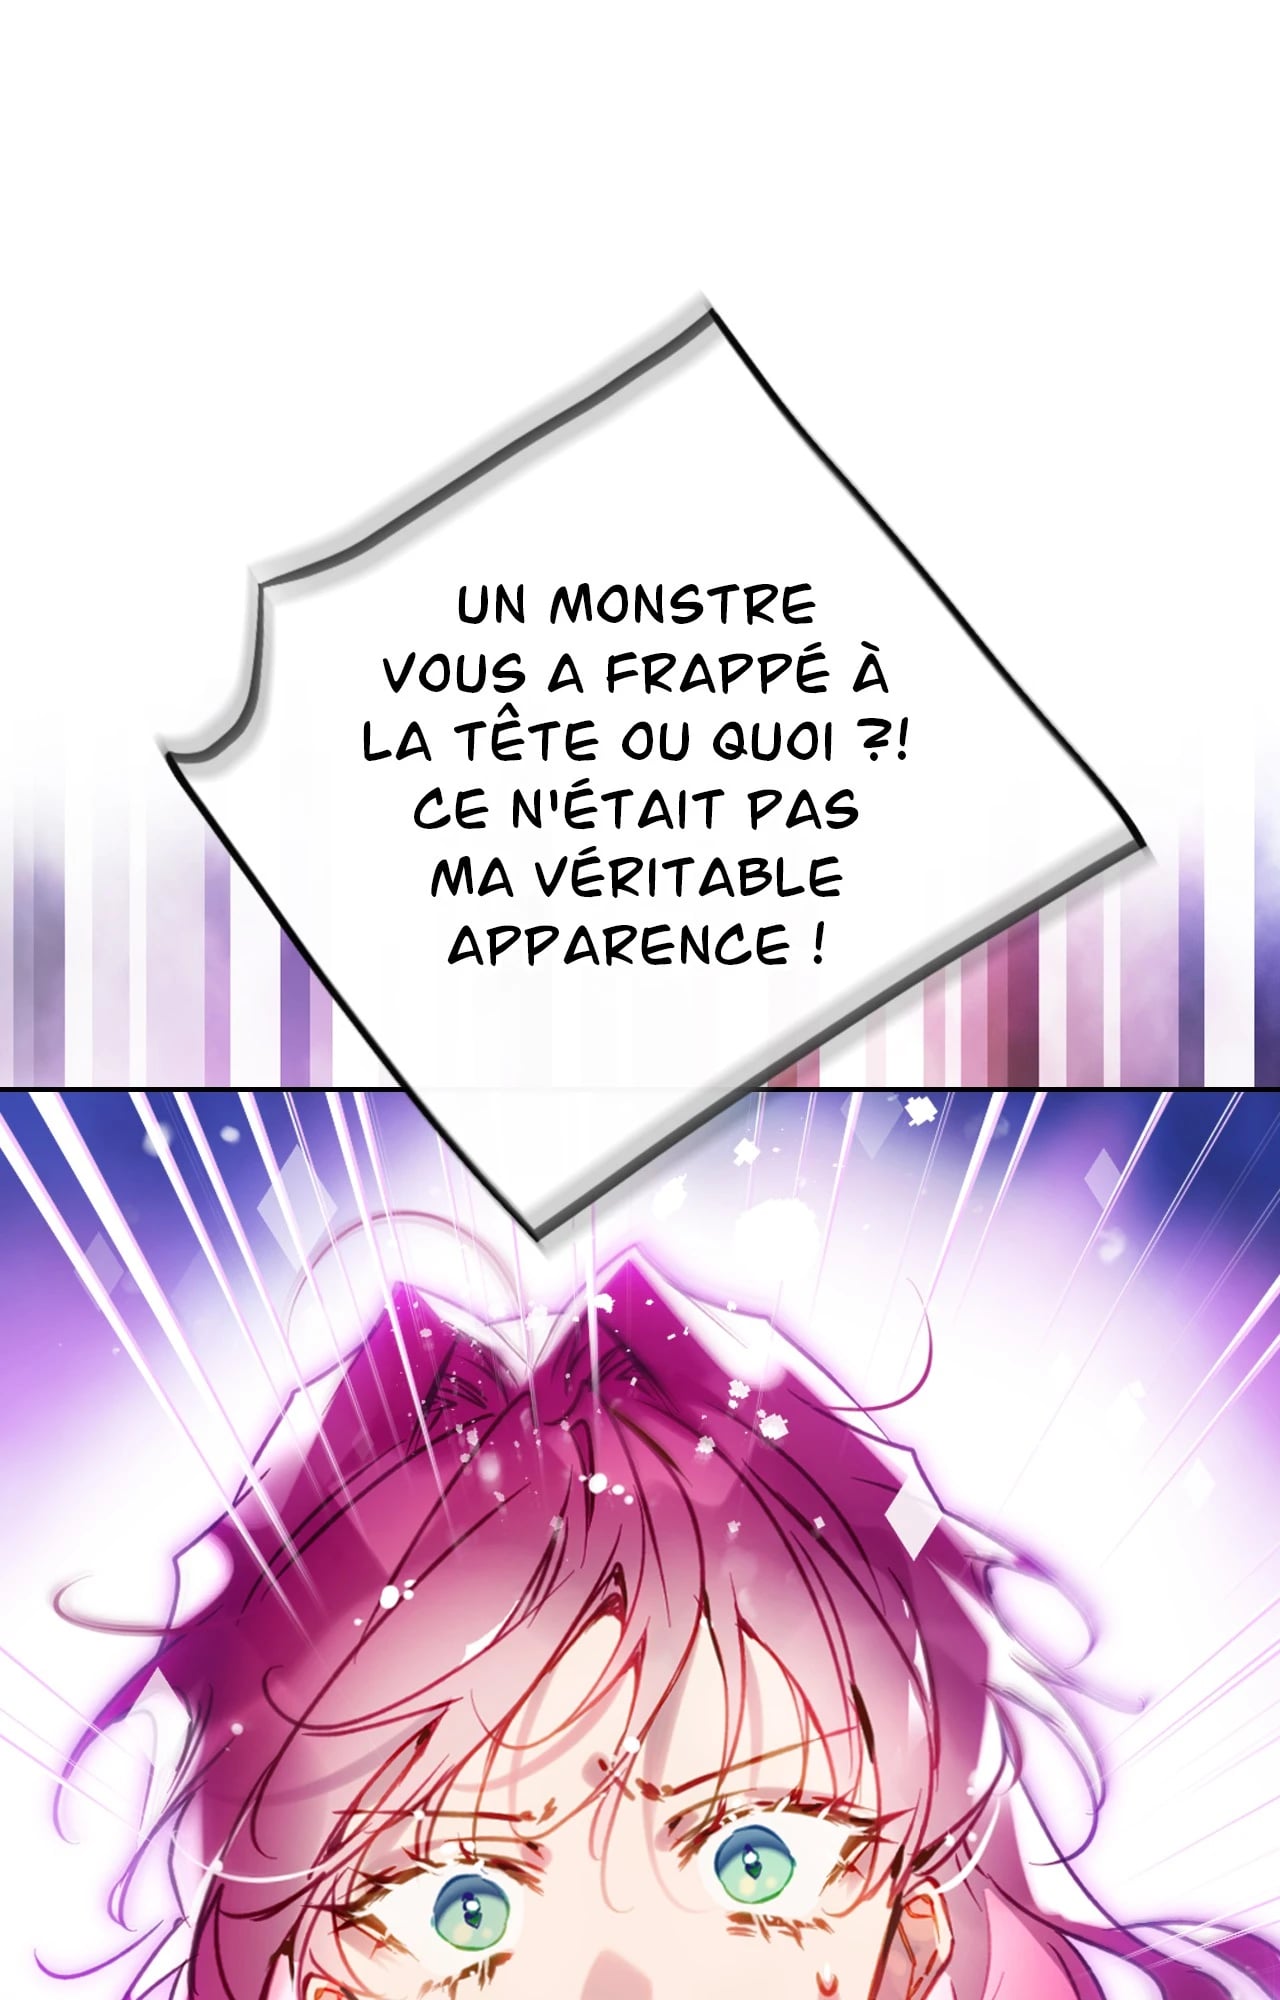 UN MONSTRE
VOUS A FRAPPÉ À
LA TÊTE OU QUOI ?!
CE N'ÉTAIT PAS
MA VÉRITABLE
APPARENCE !